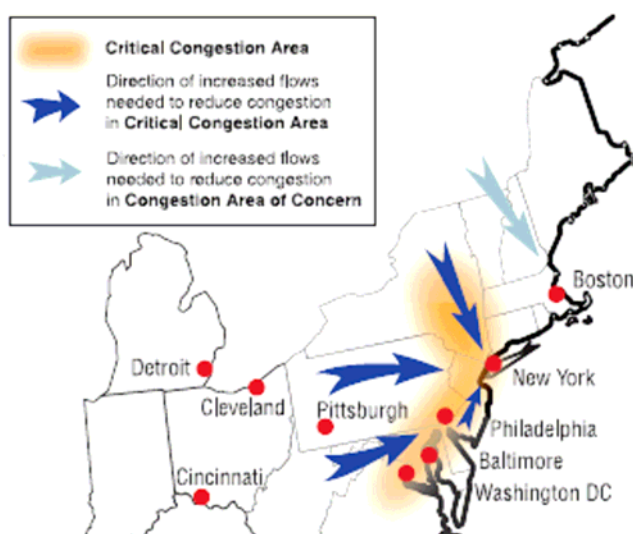 Critical Congestion Area
Direction of increased flows
needed to reduce congestion
in Critical Congestion Area
Direction of increased flows
needed to reduce congestion
in Congestion Area of Concern
Boston
Detroit
Cleveland
New York
Pittsburgh
Philadelphia
Baltimore
Cincinnati
Washington DC